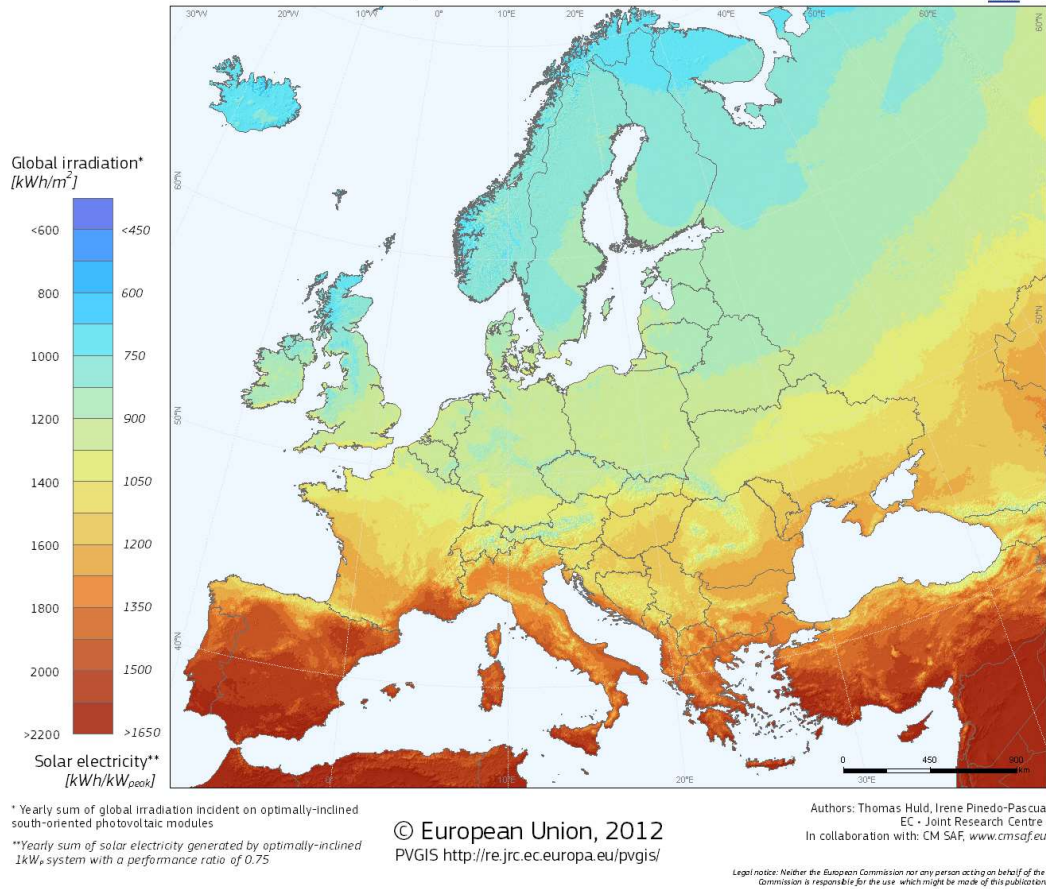 30°W
20°W
10°W
0°E
10°E
20°E
30°E
40°E
50°E
60°E
60°N
Global irradiation*
[kWh/m²]
<600
<450
800
600
1000
750
1200
900
1400
1050
1600
1200
1800
1350
2000
1500
>2200
>1650
Solar electricity**
[kWh/kWpeak]
60°N
50°N
40°N
50°N
10°E
20°E
30°E
0
450
900
km
* Yearly sum of global irradiation incident on optimally-inclined
south-oriented photovoltaic modules
**Yearly sum of solar electricity generated by optimally-inclined
1kWp system with a performance ratio of 0.75
© European Union, 2012
PVGIS http://re.jrc.ec.europa.eu/pvgis/
Authors: Thomas Huld, Irene Pinedo-Pascua
EC • Joint Research Centre
In collaboration with: CM SAF, www.cmsaf.eu
Legal notice: Neither the European Commission nor any person acting on behalf of the
Commission is responsible for the use which might be made of this publication